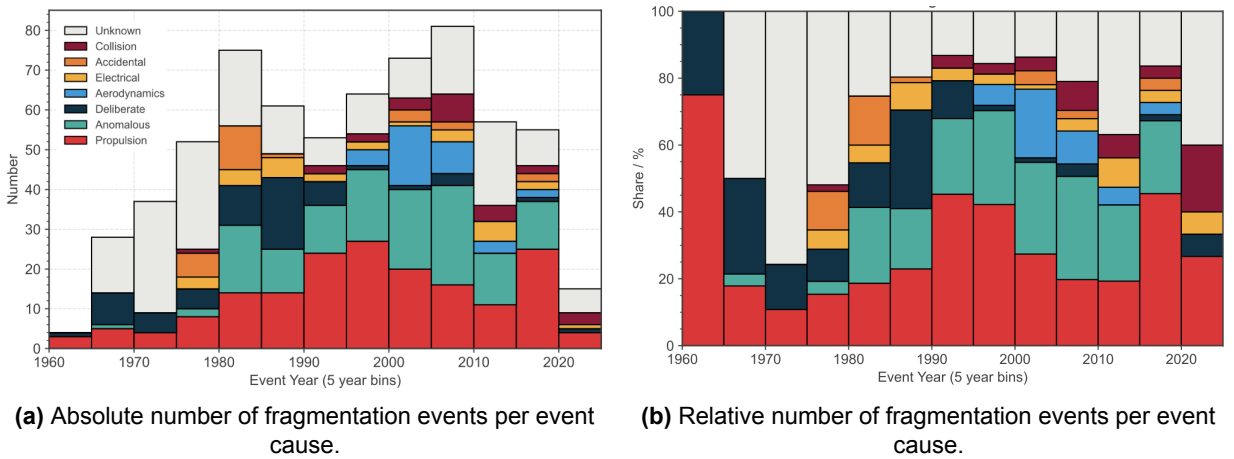 Number
80
70
60
50
40
30
20
10
0
Unknown
Collision
Accidental
Electrical
Aerodynamics
Deliberate
Anomalous
Propulsion
1960 1970 1980 1990 2000 2010 2020
Event Year (5 year bins)
Share / %
100
80
60
40
20
0
1960 1970 1980 1990 2000 2010 2020
Event Year (5 year bins)
(a) Absolute number of fragmentation events per event
cause.
(b) Relative number of fragmentation events per event
cause.